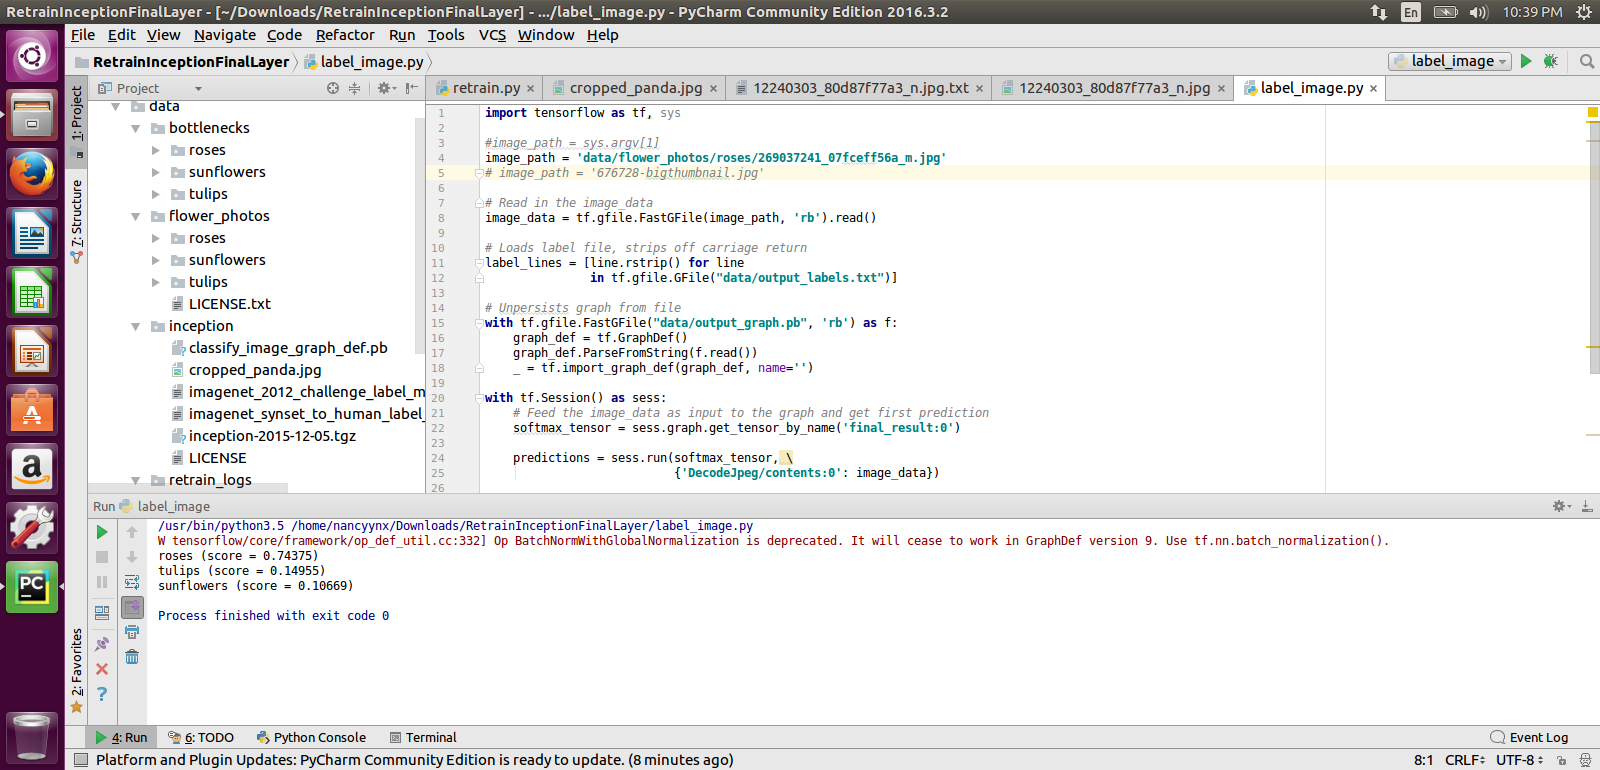 RetrainInceptionFinalLayer - [~/Downloads/RetrainInceptionFinalLayer] - .../label_image.py - PyCharm Community Edition 2016.3.2
En
10:39 PM
File Edit View Navigate Code Refactor Run Tools VCS Window Help
RetrainInceptionFinalLayer label_image.py
label_image
Project
retrain.py
cropped_panda.jpg
12240303_80d87f77a3_n.jpg.txt
12240303_80d87f77a3_n.jpg
label_image.py
1: Project
7: Structure
2: Favorites
data
bottlenecks
roses
sunflowers
tulips
flower_photos
roses
sunflowers
tulips
LICENSE.txt
inception
classify_image_graph_def.pb
cropped_panda.jpg
imagenet_2012_challenge_label_m
imagenet_synset_to_human_label_
inception-2015-12-05.tgz
LICENSE
retrain_logs
1 import tensorflow as tf, sys
2
3 #image_path = sys.argv[1]
4 image_path = 'data/flower_photos/roses/269037241_07fceff56a_m.jpg'
5 # image_path = '676728-bigthumbnail.jpg'
6
7 # Read in the image_data
8 image_data = tf.gfile.FastGFile(image_path, 'rb').read()
9
10 # Loads label file, strips off carriage return
11 label_lines = [line.rstrip() for line
12 in tf.gfile.GFile("data/output_labels.txt")]
13
14 # Unpersists graph from file
15 with tf.gfile.FastGFile("data/output_graph.pb", 'rb') as f:
16 graph_def = tf.GraphDef()
17 graph_def.ParseFromString(f.read())
18 _ = tf.import_graph_def(graph_def, name='')
19
20 with tf.Session() as sess:
21 # Feed the image_data as input to the graph and get first prediction
22 softmax_tensor = sess.graph.get_tensor_by_name('final_result:0')
23
24 predictions = sess.run(softmax_tensor, \
25 {'DecodeJpeg/contents:0': image_data})
26
Run label_image
/usr/bin/python3.5 /home/nancyynx/Downloads/RetrainInceptionFinalLayer/label_image.py
W tensorflow/core/framework/op_def_util.cc:332] Op BatchNormWithGlobalNormalization is deprecated. It will cease to work in GraphDef version 9. Use tf.nn.batch_normalization().
roses (score = 0.74375)
tulips (score = 0.14955)
sunflowers (score = 0.10669)
Process finished with exit code 0
PC
4: Run 6: TODO Python Console Terminal Event Log
Platform and Plugin Updates: PyCharm Community Edition is ready to update. (8 minutes ago) 8:1 CRLF UTF-8